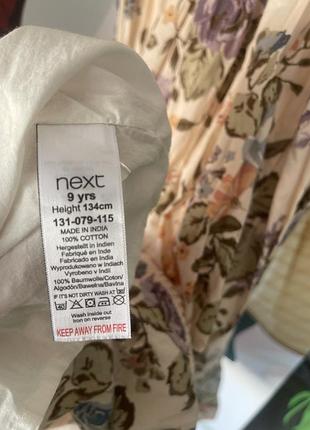 next
9 yrs
Height 134cm
131-079-115
MADE IN INDIA
100% COTTON
Hergestellt in Indien
Fabriqué en Inde
Fabricado en Inde
Wyprodukowano w Indiach
Vyrobeno v Indii
100% Baumwolle/Coton/
Algodón/Bawełna/Bavlna
IF IT'S NOT DIRTY WASH AT 30
40
Wash inside out
Iron on reverse
KEEP AWAY FROM FIRE